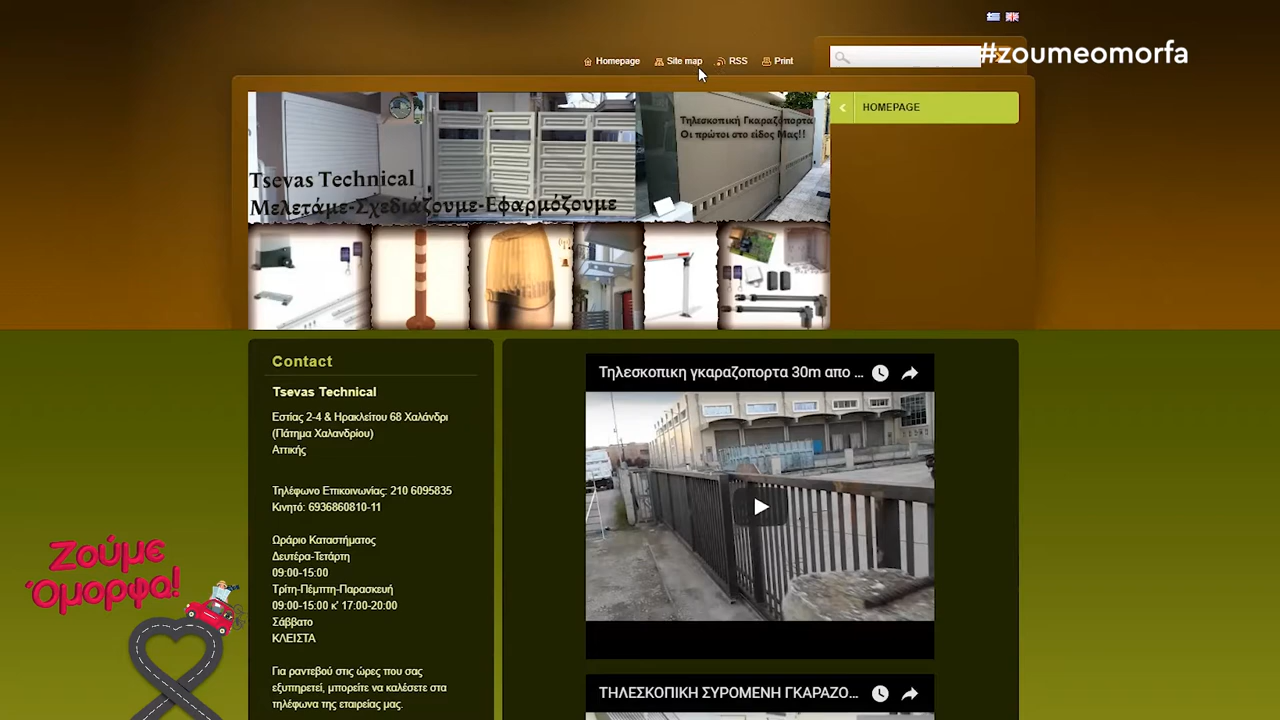 #zoumeomorfa
Homepage
Site map
RSS
Print
HOMEPAGE
Τηλεσκοπική Γκαραζόπορτα
Οι πρώτοι στο είδος Μας!!
Tsevas Technical
Μελετάμε-Σχεδιάζουμε-Εφαρμόζουμε
Contact
Tsevas Technical
Εστίας 2-4 & Ηρακλείτου 68 Χαλάνδρι
(Πάτημα Χαλανδρίου)
Αττικής
Τηλέφωνο Επικοινωνίας: 210 6095835
Κινητό: 6936860810-11
Ωράριο Καταστήματος
Δευτέρα-Τετάρτη
09:00-15:00
Τρίτη-Πέμπτη-Παρασκευή
09:00-15:00 κ' 17:00-20:00
Σάββατο
ΚΛΕΙΣΤΑ
Για ραντεβού στις ώρες που σας
εξυπηρετεί, μπορείτε να καλέσετε στα
τηλέφωνα της εταιρείας μας.
Τηλεσκοπικη γκαραζοπορτα 30m απο ...
ΤΗΛΕΣΚΟΠΙΚΗ ΣΥΡΟΜΕΝΗ ΓΚΑΡΑΖΟ...
Ζούμε
Όμορφα!